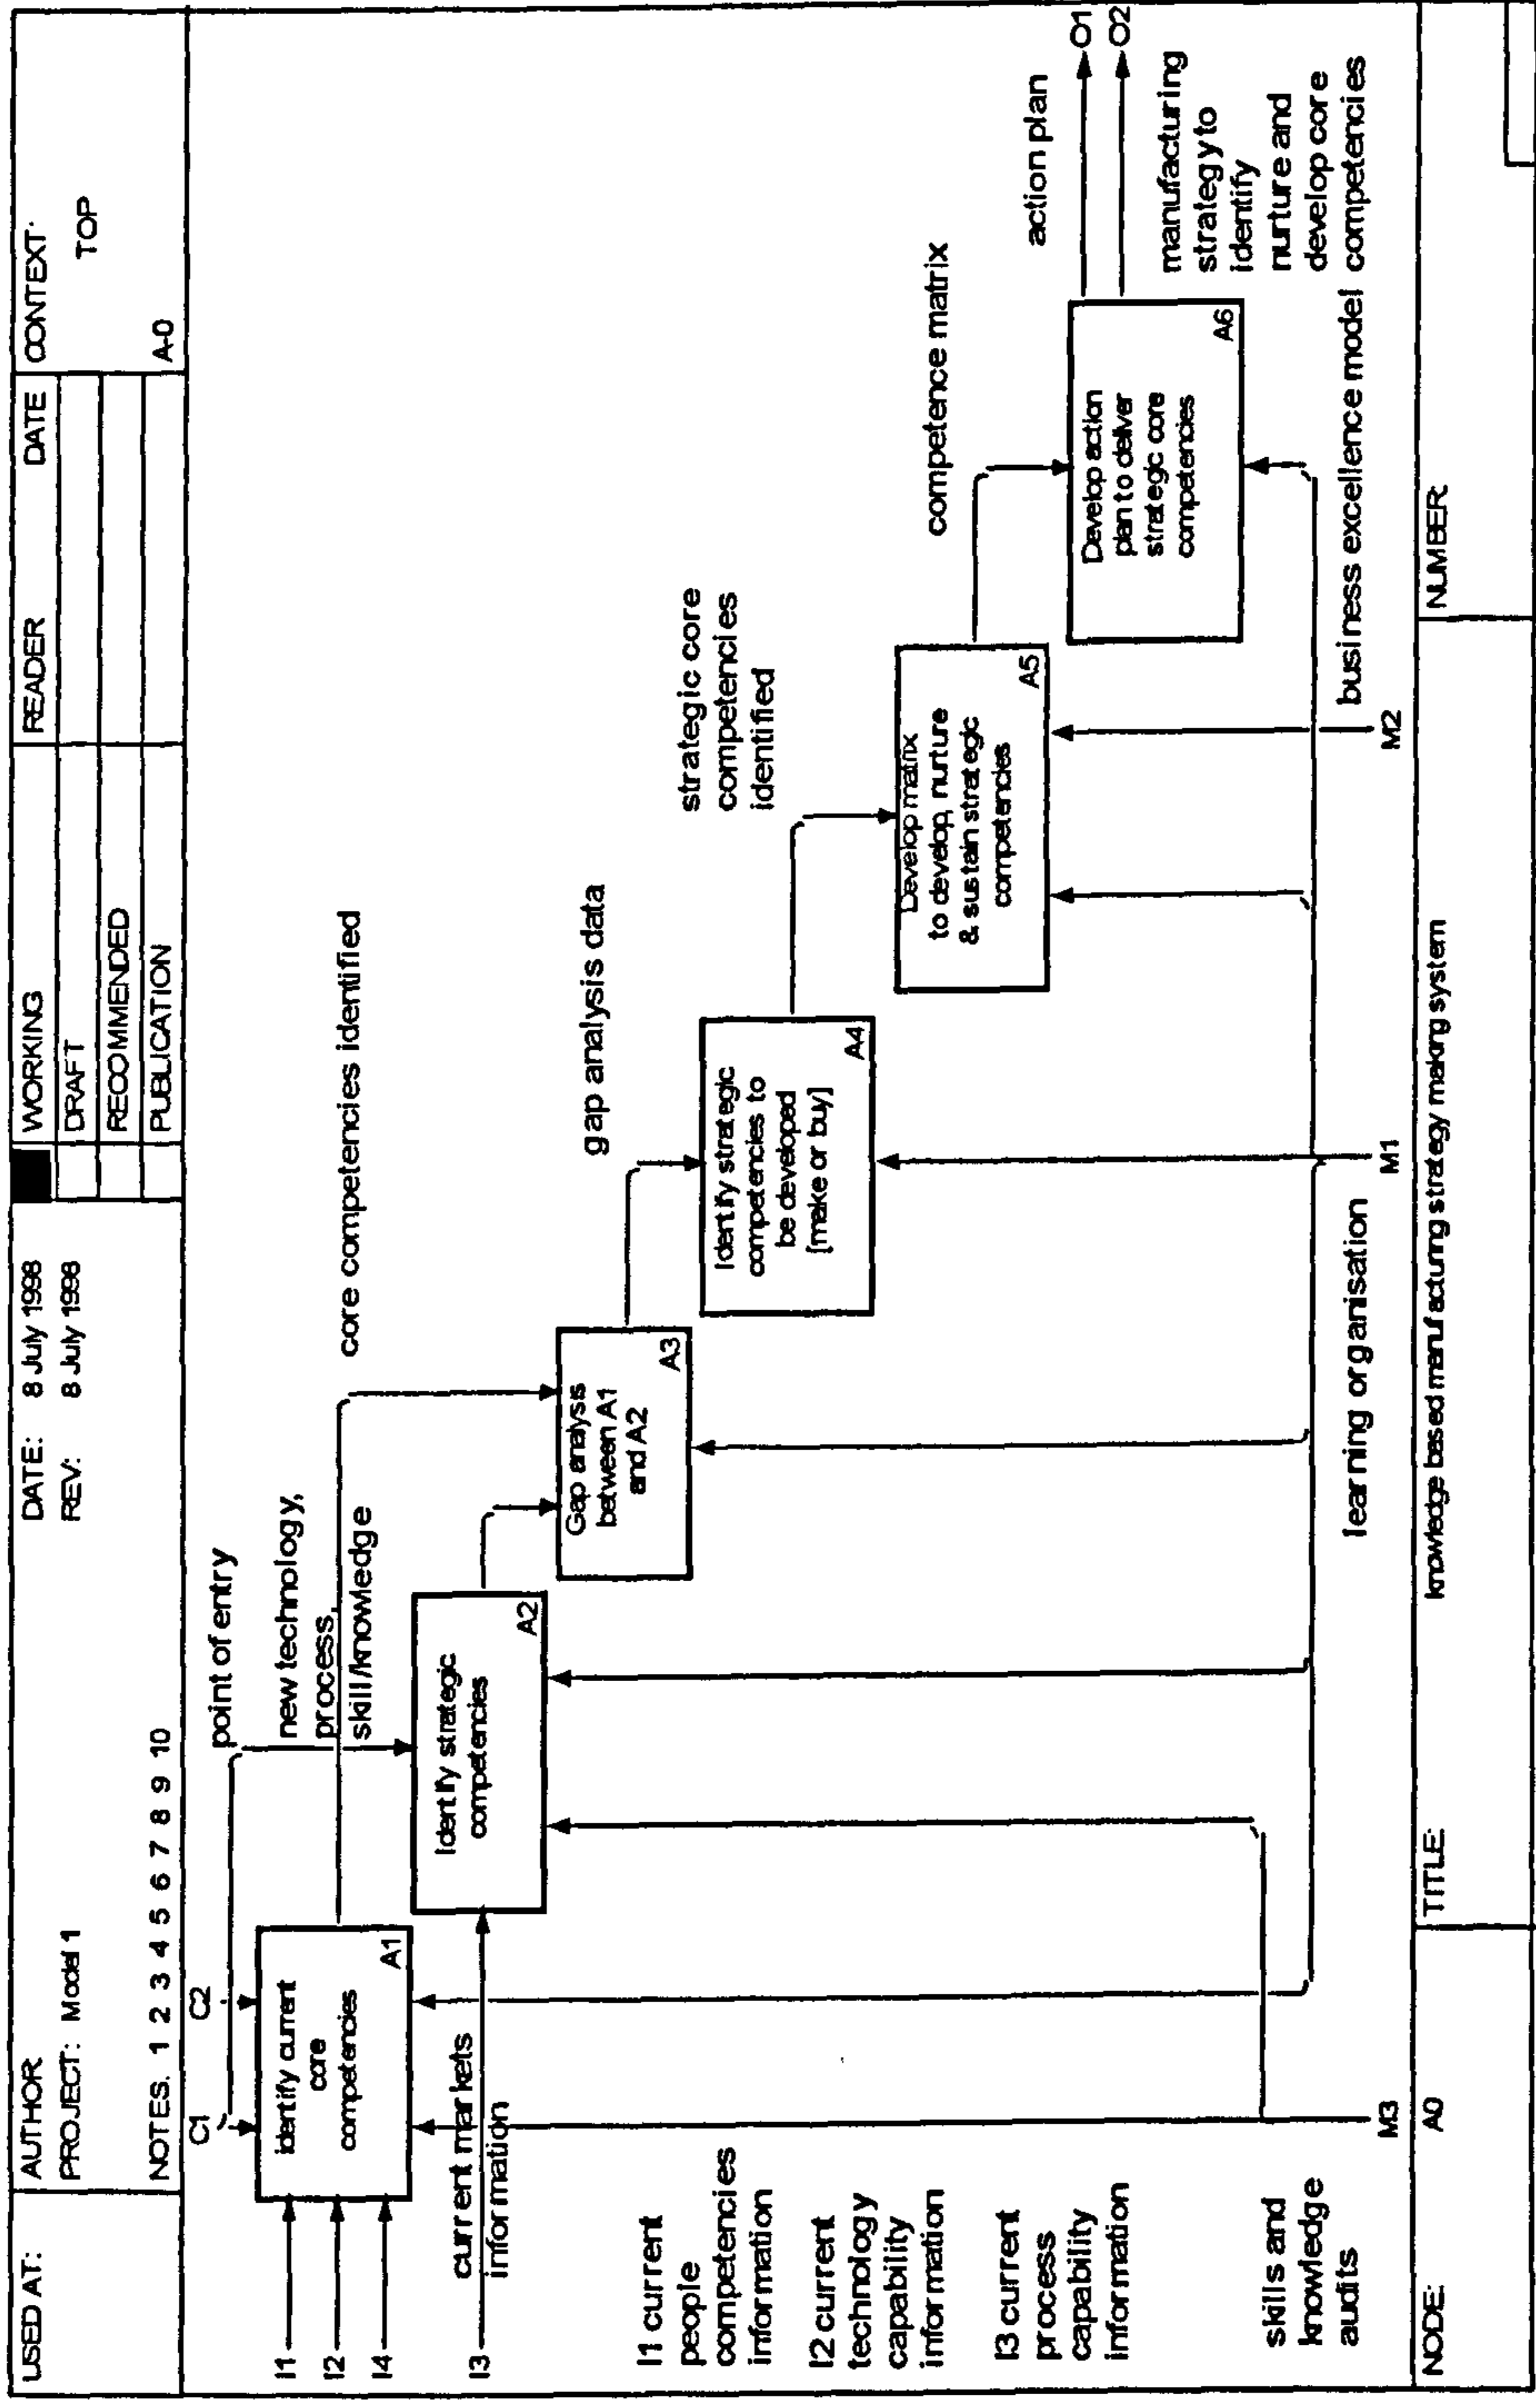 USED AT:
AUTHOR
PROJECT: Model 1
NOTES. 1 2 3 4 5 6 7 8 9 10
DATE: 8 July 1998
REV: 8 July 1998
WORKING
DRAFT
RECOMMENDED
PUBLICATION
READER
DATE
CONTEXT:
TOP
A-0
C1
C2
point of entry
new technology,
process,
skill/knowledge
core competencies identified
I1
I2
I4
I3
identify current
core
competencies
A1
current markets
information
Identify strategic
competencies
A2
Gap analysis
between A1
and A2
A3
gap analysis data
Identify strategic
competencies to
be developed
[make or buy]
A4
strategic core
competencies
identified
Develop matrix
to develop, nurture
& sustain strategic
competencies
A5
competence matrix
Develop action
plan to deliver
strategic core
competencies
A6
action plan
O1
O2
manufacturing
strategy to
identify
nurture and
develop core
competencies
I1 current
people
competencies
information
I2 current
technology
capability
information
I3 current
process
capability
information
skills and
knowledge
audits
learning organisation
business excellence model
M3
M1
M2
NODE:
A0
TITLE:
knowledge based manufacturing strategy making system
NUMBER: